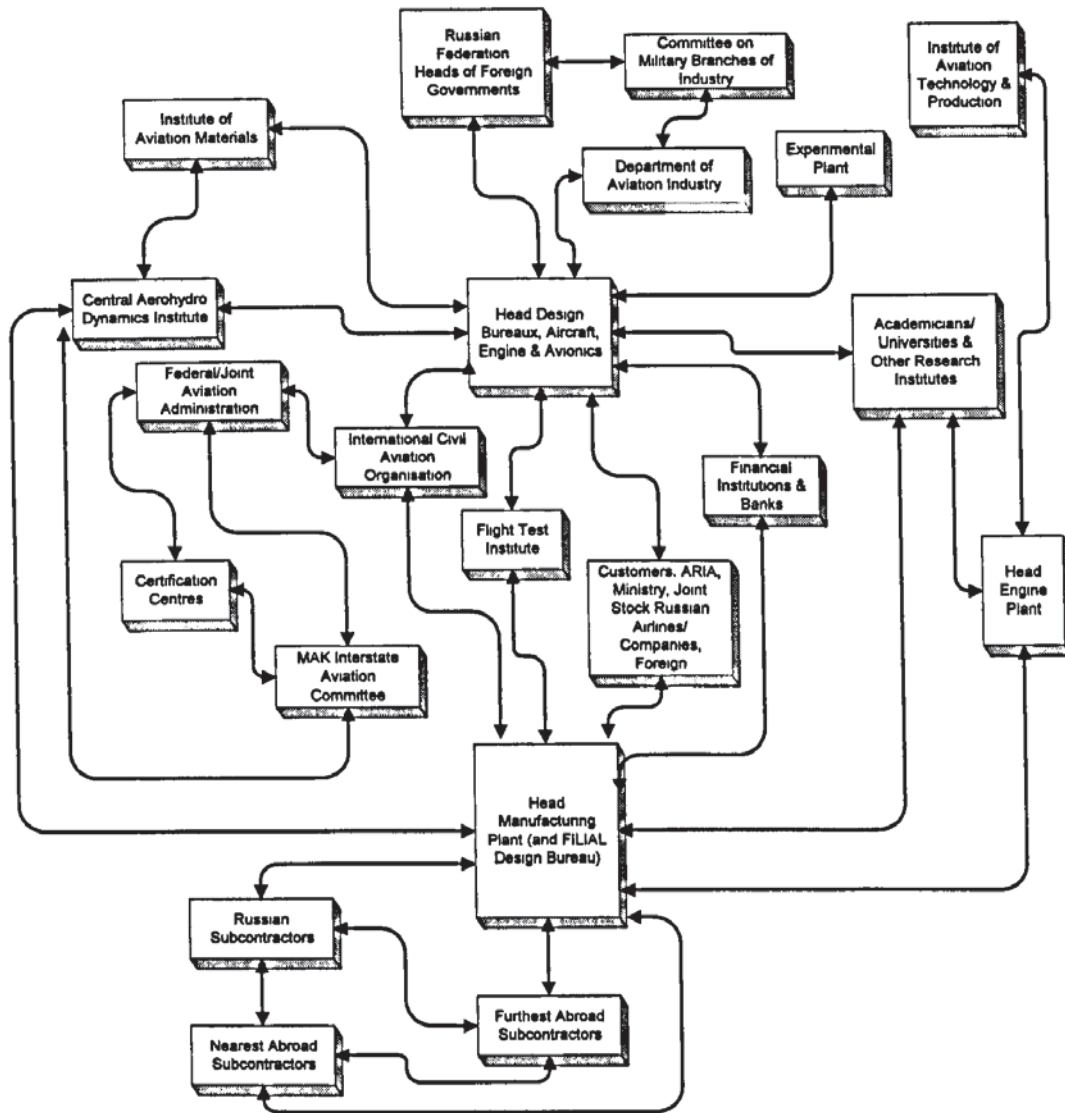 Russian
Federation
Heads of Foreign
Governments
Committee on
Military Branches of
Industry
Institute of
Aviation
Technology &
Production
Institute of
Aviation Materials
Department of
Aviation Industry
Experimental
Plant
Central Aerohydro
Dynamics Institute
Head Design
Bureaux, Aircraft,
Engine & Avionics
Academicians/
Universities &
Other Research
Institutes
Federal/Joint
Aviation
Administration
International Civil
Aviation
Organisation
Financial
Institutions &
Banks
Flight Test
Institute
Certification
Centres
Customers, ARIA,
Ministry, Joint
Stock Russian
Airlines/
Companies,
Foreign
Head
Engine
Plant
MAK Interstate
Aviation
Committee
Head
Manufacturing
Plant (and FILIAL
Design Bureau)
Russian
Subcontractors
Furthest Abroad
Subcontractors
Nearest Abroad
Subcontractors